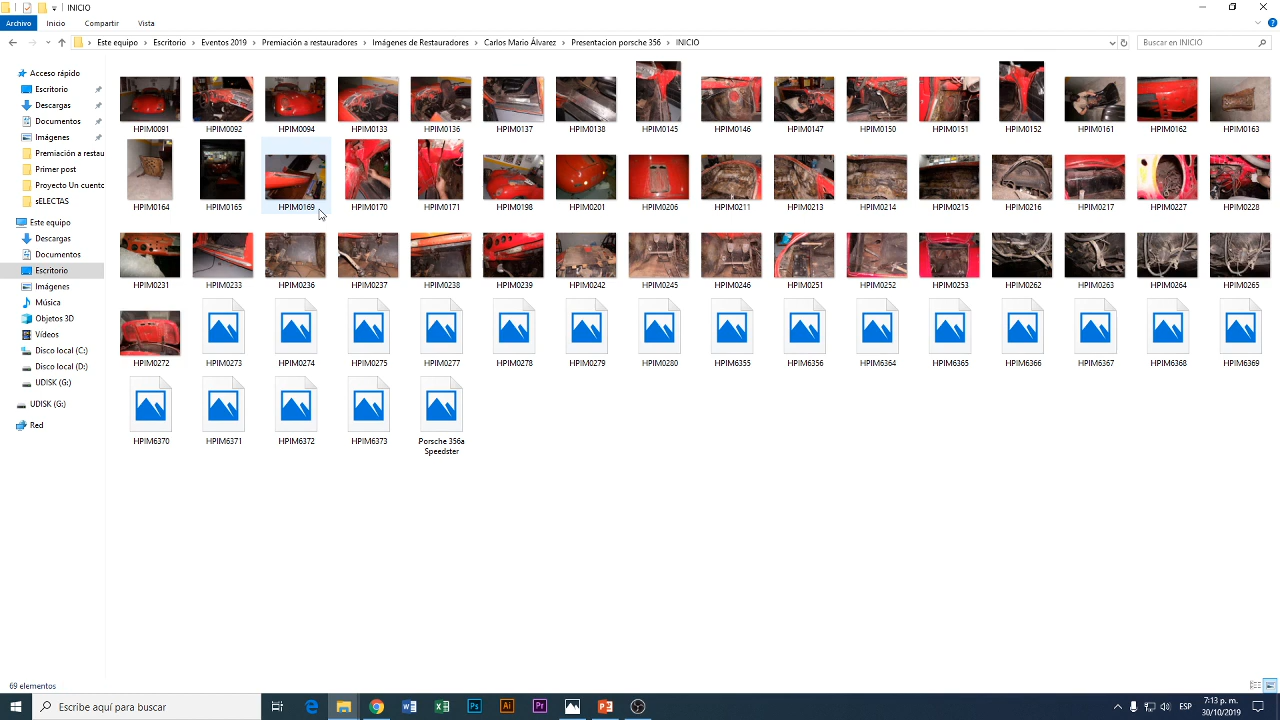 INICIO
Archivo Inicio Compartir Vista
Este equipo Escritorio Eventos 2019 Premiación a restauradores Imágenes de Restauradores Carlos Mario Álvarez Presentacion porsche 356 INICIO Buscar en INICIO
Acceso rápido
Escritorio
Descargas
Documentos
Imágenes
Premiación a restau
Primer post
Proyecto Un cuento
sELECTAS
Este equipo
Descargas
Documentos
Escritorio
Imágenes
Música
Objetos 3D
Vídeos
Disco local (C:)
Disco local (D:)
UDISK (G:)
UDISK (G:)
Red
HPIM0091 HPIM0092 HPIM0094 HPIM0133 HPIM0136 HPIM0137 HPIM0138 HPIM0145 HPIM0146 HPIM0147 HPIM0150 HPIM0151 HPIM0152 HPIM0161 HPIM0162 HPIM0163
HPIM0164 HPIM0165 HPIM0169 HPIM0170 HPIM0171 HPIM0198 HPIM0201 HPIM0206 HPIM0211 HPIM0213 HPIM0214 HPIM0215 HPIM0216 HPIM0217 HPIM0227 HPIM0228
HPIM0231 HPIM0233 HPIM0236 HPIM0237 HPIM0238 HPIM0239 HPIM0242 HPIM0245 HPIM0246 HPIM0251 HPIM0252 HPIM0253 HPIM0262 HPIM0263 HPIM0264 HPIM0265
HPIM0272 HPIM0273 HPIM0274 HPIM0275 HPIM0277 HPIM0278 HPIM0279 HPIM0280 HPIM6355 HPIM6356 HPIM6364 HPIM6365 HPIM6366 HPIM6367 HPIM6368 HPIM6369
HPIM6370 HPIM6371 HPIM6372 HPIM6373 Porsche 356a
Speedster
69 elementos
Escribe aquí para buscar
Ps Ai Pr
ESP
7:13 p. m.
30/10/2019